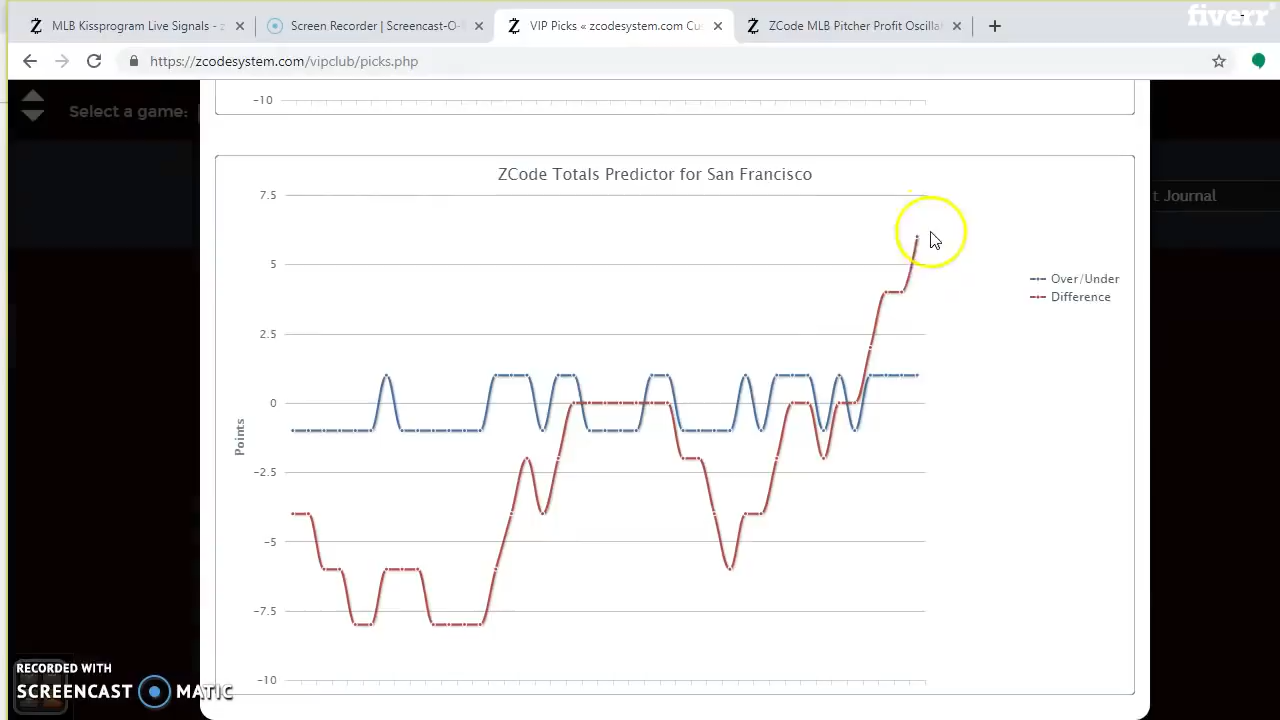 MLB Kissprogram Live Signals - z
Screen Recorder | Screencast-O-
VIP Picks « zcodesystem.com Cu
ZCode MLB Pitcher Profit Oscilla
fiverr
https://zcodesystem.com/vipclub/picks.php
Select a game:
-10
ZCode Totals Predictor for San Francisco
t Journal
7.5
5
2.5
0
-2.5
-5
-7.5
-10
Points
Over/Under
Difference
RECORDED WITH
SCREENCAST MATIC